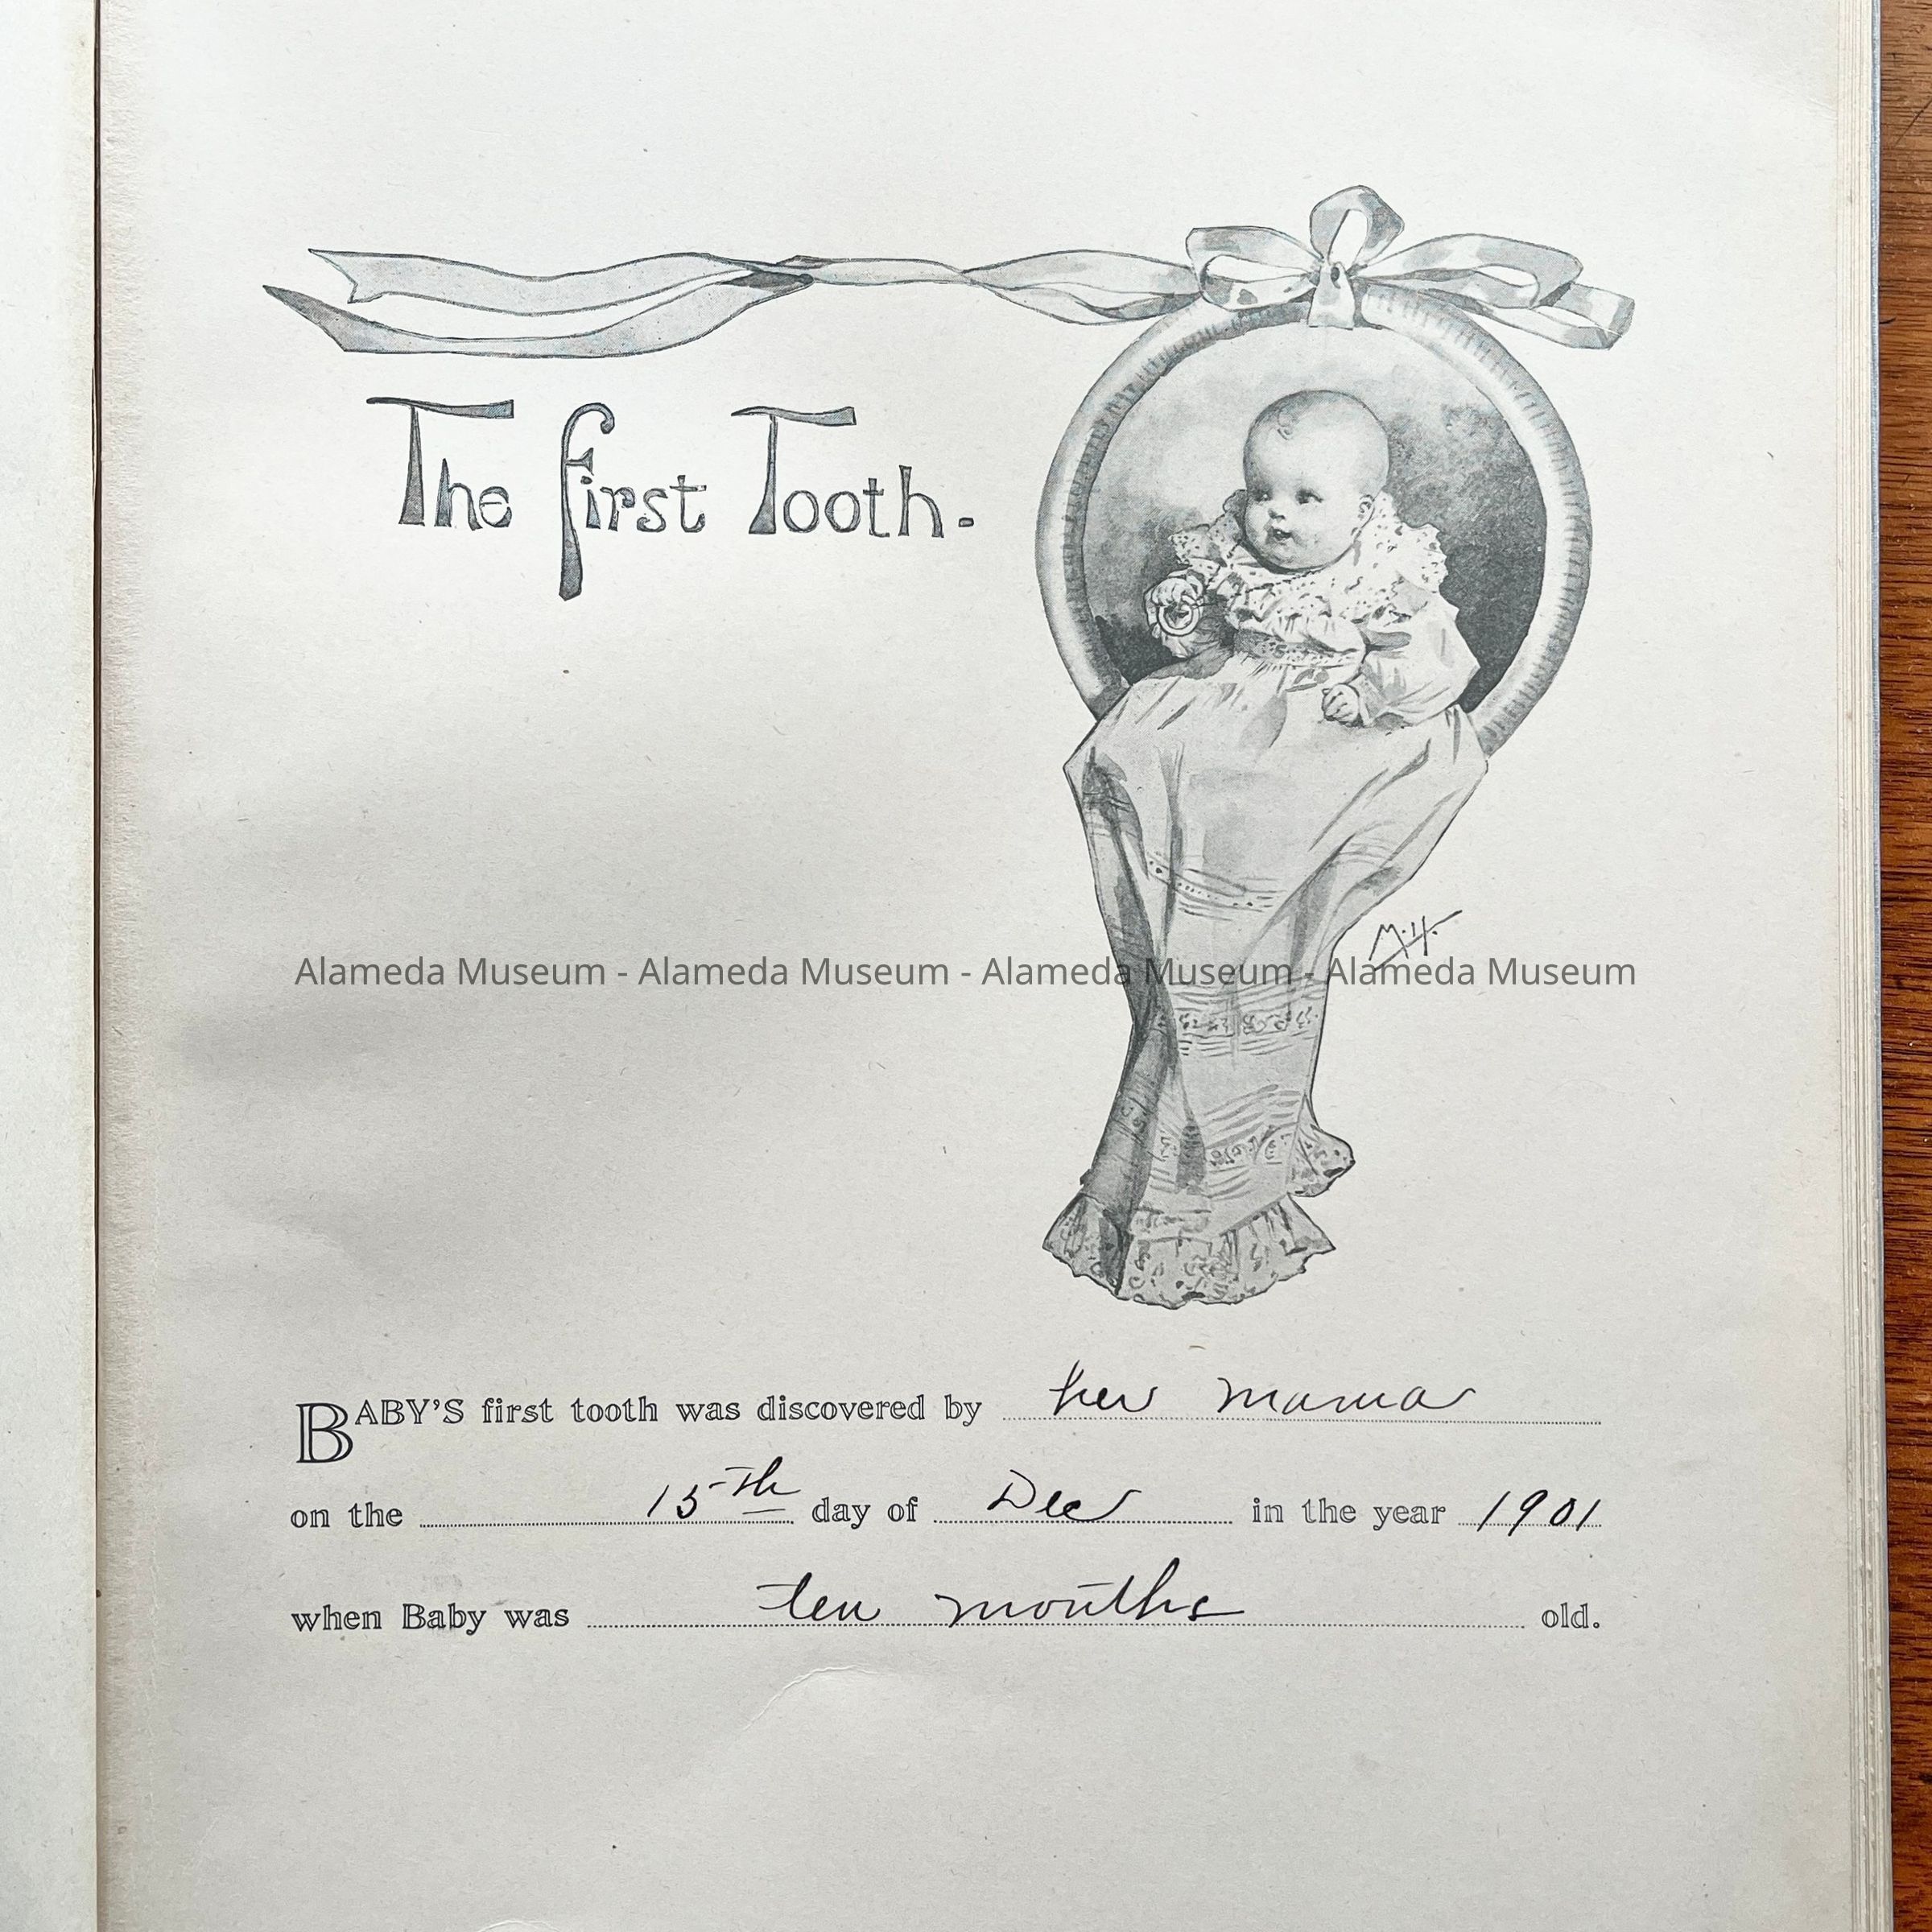 The First Tooth.
M.H.
Alameda Museum - Alameda Museum - Alameda Museum - Alameda Museum
BABY'S first tooth was discovered by her mama
on the 15th day of Dec in the year 1901
when Baby was ten months old.